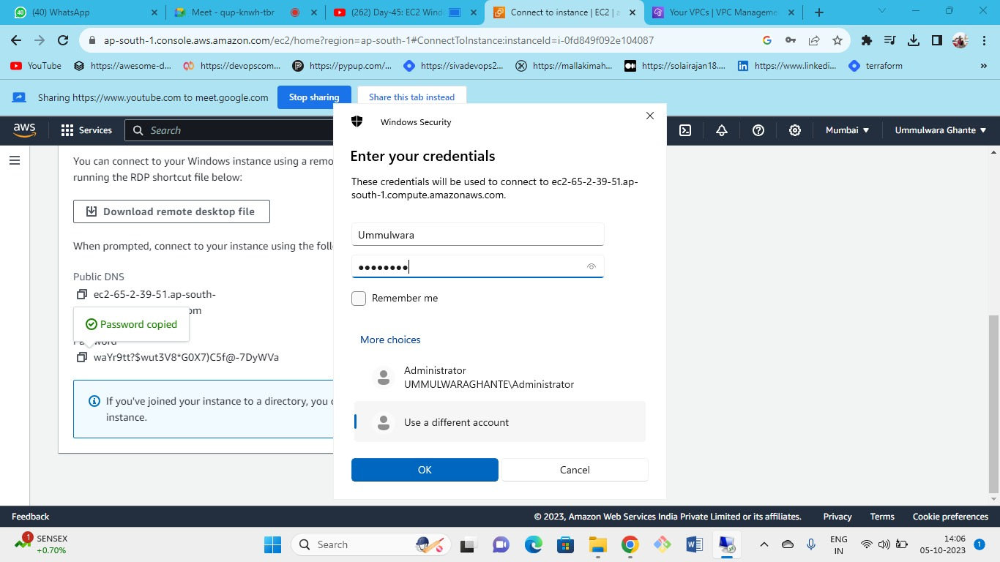 (40) WhatsApp
Meet - qup-knwh-tbr
(262) Day-45: EC2 Wind
Connect to instance | EC2 | a
Your VPCs | VPC Manageme
ap-south-1.console.aws.amazon.com/ec2/home?region=ap-south-1#ConnectToInstance:instanceId=i-0fd849f092e104087
YouTube
https://awesome-d...
https://devopscom...
https://pypup.com/...
https://sivadevops2...
https://mallakimah...
https://solairajan18....
https://www.linkedi...
terraform
Sharing https://www.youtube.com to meet.google.com
Stop sharing
Share this tab instead
aws
Services
Search
Mumbai
Ummulwara Ghante
You can connect to your Windows instance using a remo
running the RDP shortcut file below:
Download remote desktop file
When prompted, connect to your instance using the foll
Public DNS
ec2-65-2-39-51.ap-south-
om
Password copied
Password
waYr9tt?$wut3V8*G0X7)C5f@-7DyWVa
If you've joined your instance to a directory, you c
instance.
Windows Security
Enter your credentials
These credentials will be used to connect to ec2-65-2-39-51.ap-
south-1.compute.amazonaws.com.
Ummulwara
••••••••
Remember me
More choices
Administrator
UMMULWARAGHANTE\Administrator
Use a different account
OK
Cancel
Feedback
© 2023, Amazon Web Services India Private Limited or its affiliates.
Privacy
Terms
Cookie preferences
1
SENSEX
+0.70%
Search
ENG
IN
14:06
05-10-2023
1